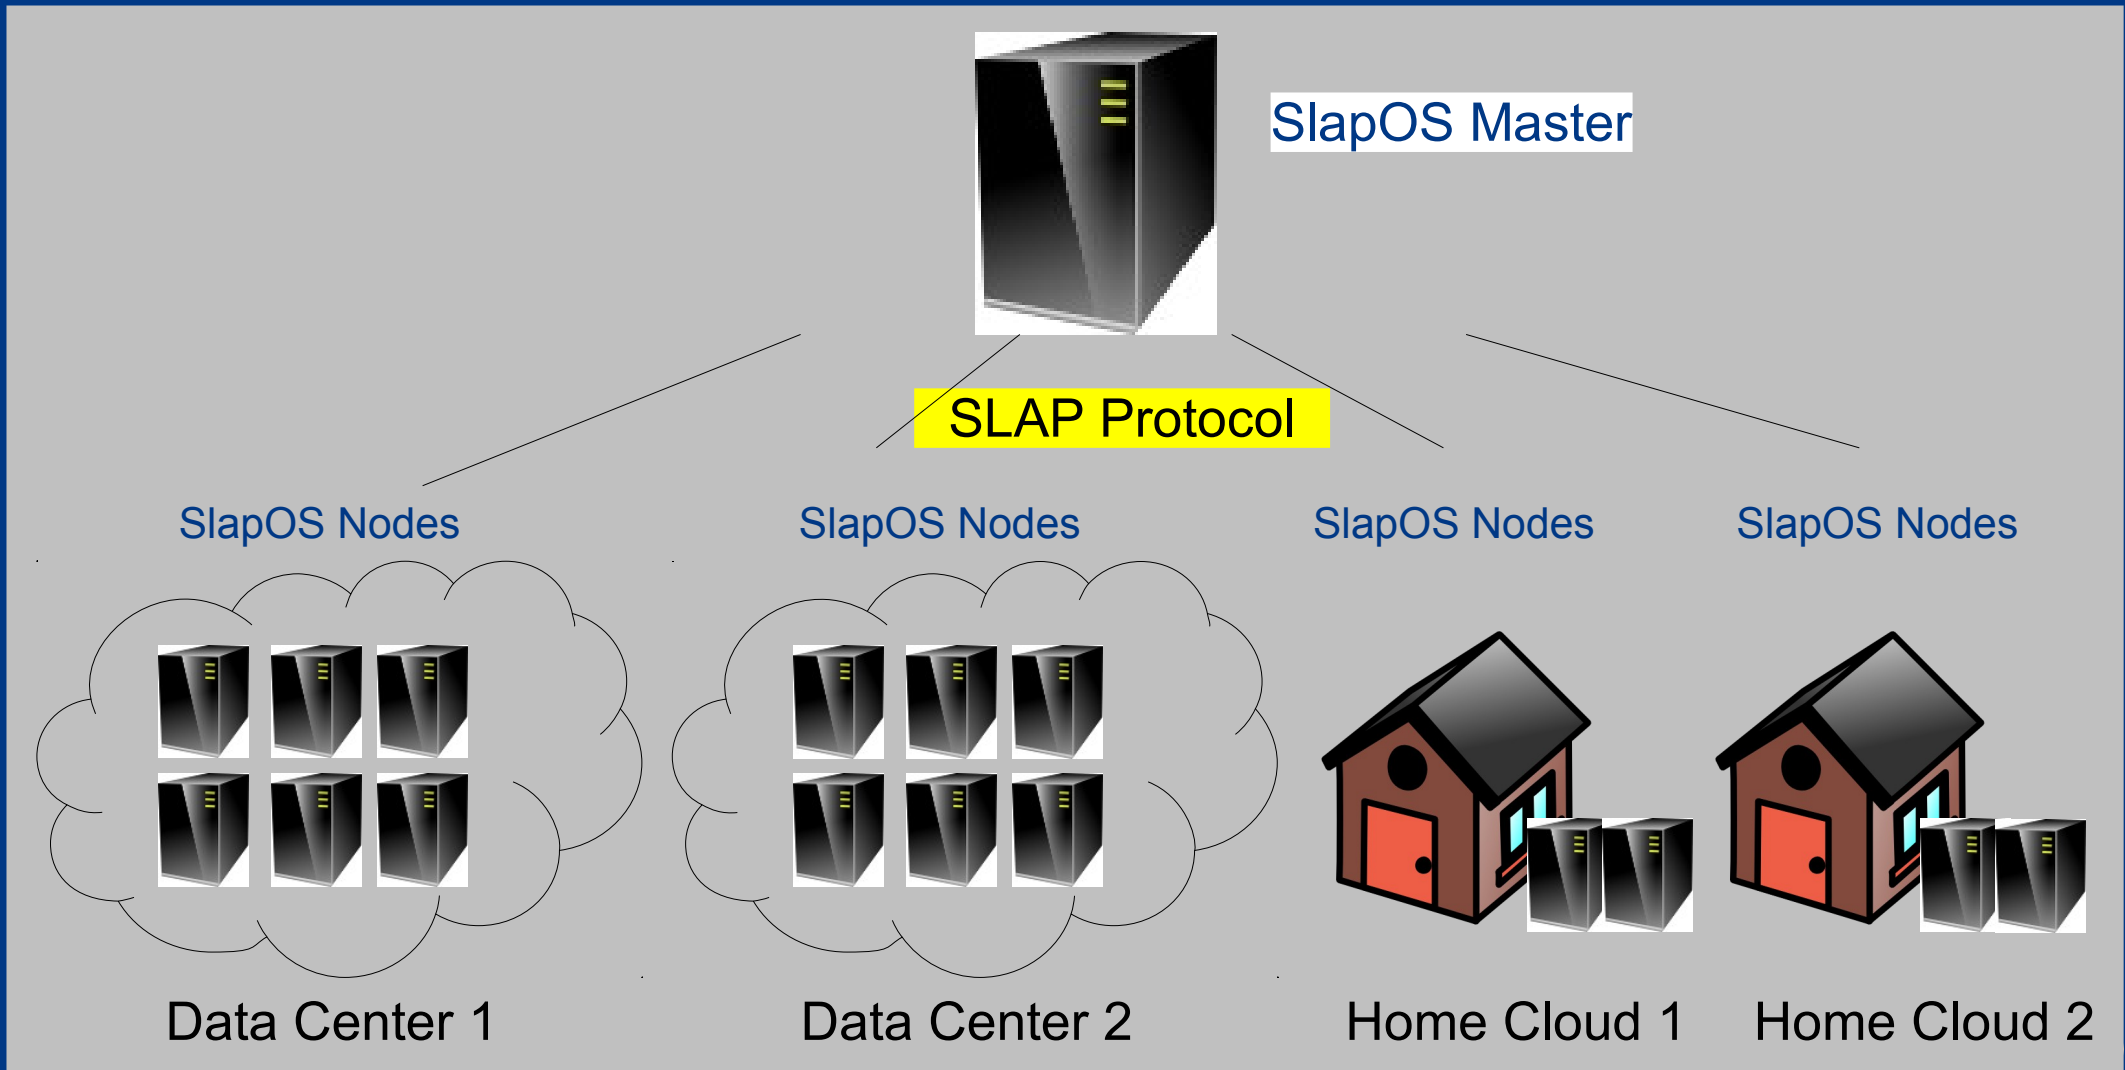 SlapOS Master
SLAP Protocol
SlapOS Nodes
SlapOS Nodes
SlapOS Nodes
SlapOS Nodes
Data Center 1
Data Center 2
Home Cloud 1
Home Cloud 2